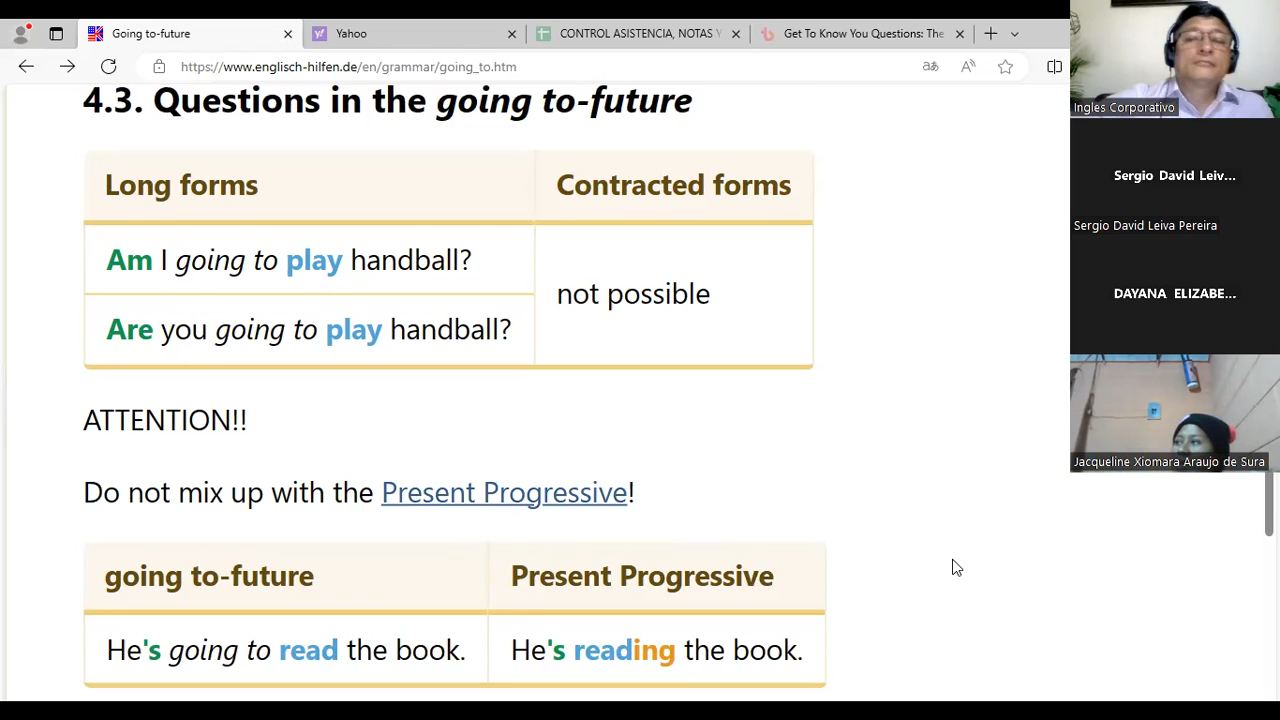 Going to-future
Yahoo
CONTROL ASISTENCIA, NOTAS
Get To Know You Questions: The
https://www.englisch-hilfen.de/en/grammar/going_to.htm
4.3. Questions in the going to-future
Long forms
Contracted forms
Am I going to play handball?
not possible
Are you going to play handball?
ATTENTION!!
Do not mix up with the Present Progressive!
going to-future
Present Progressive
He's going to read the book.
He's reading the book.
Ingles Corporativo
Sergio David Leiv...
Sergio David Leiva Pereira
DAYANA ELIZABE...
Jacqueline Xiomara Araujo de Sura